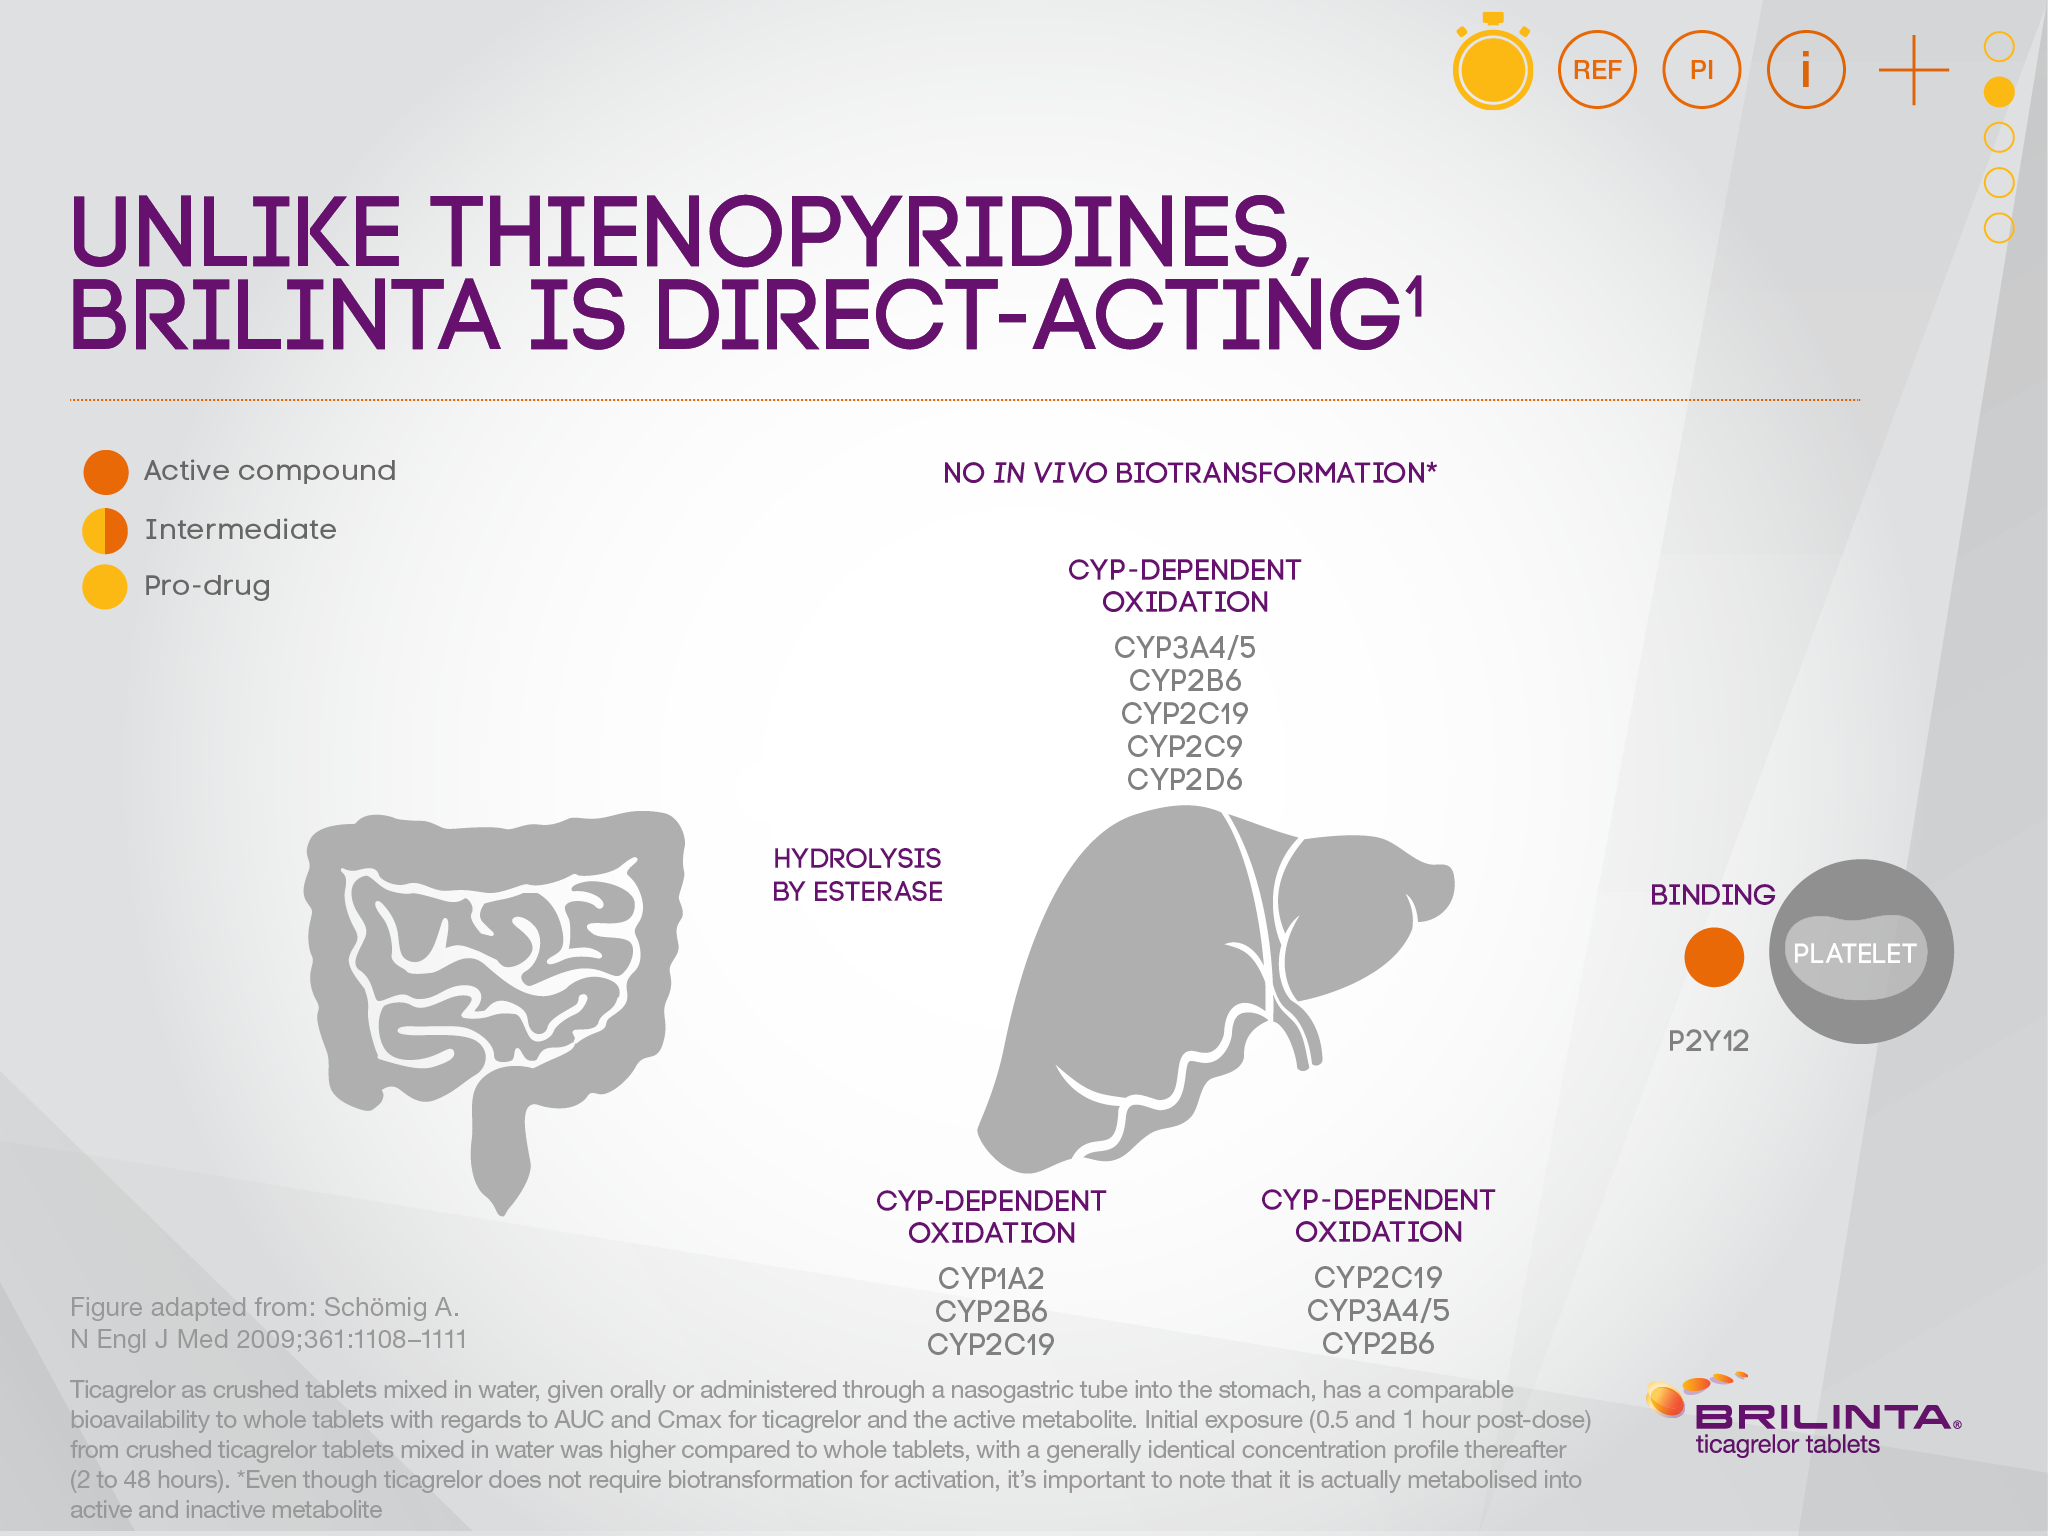 REF
PI
i
UNLIKE THIENOPYRIDINES,
BRILINTA IS DIRECT-ACTING¹
Active compound
Intermediate
Pro-drug
NO IN VIVO BIOTRANSFORMATION*
CYP-DEPENDENT
OXIDATION
CYP3A4/5
CYP2B6
CYP2C19
CYP2C9
CYP2D6
HYDROLYSIS
BY ESTERASE
BINDING
PLATELET
P2Y12
CYP-DEPENDENT
OXIDATION
CYP1A2
CYP2B6
CYP2C19
CYP-DEPENDENT
OXIDATION
CYP2C19
CYP3A4/5
CYP2B6
Figure adapted from: Schömig A.
N Engl J Med 2009;361:1108–1111
Ticagrelor as crushed tablets mixed in water, given orally or administered through a nasogastric tube into the stomach, has a comparable
bioavailability to whole tablets with regards to AUC and Cmax for ticagrelor and the active metabolite. Initial exposure (0.5 and 1 hour post-dose)
from crushed ticagrelor tablets mixed in water was higher compared to whole tablets, with a generally identical concentration profile thereafter
(2 to 48 hours). *Even though ticagrelor does not require biotransformation for activation, it's important to note that it is actually metabolised into
active and inactive metabolite
BRILINTA®
ticagrelor tablets